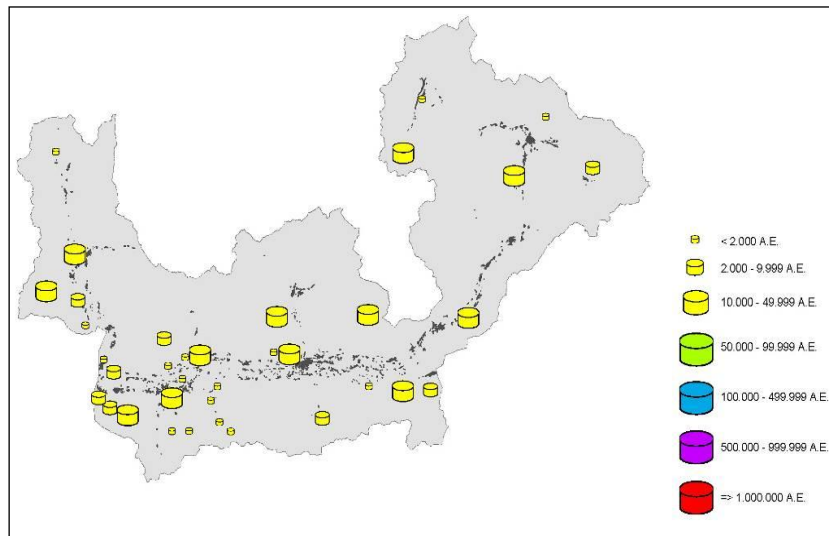 < 2.000 A.E.
2.000 - 9.999 A.E.
10.000 - 49.999 A.E.
50.000 - 99.999 A.E.
100.000 - 499.999 A.E.
500.000 - 999.999 A.E.
=> 1.000.000 A.E.